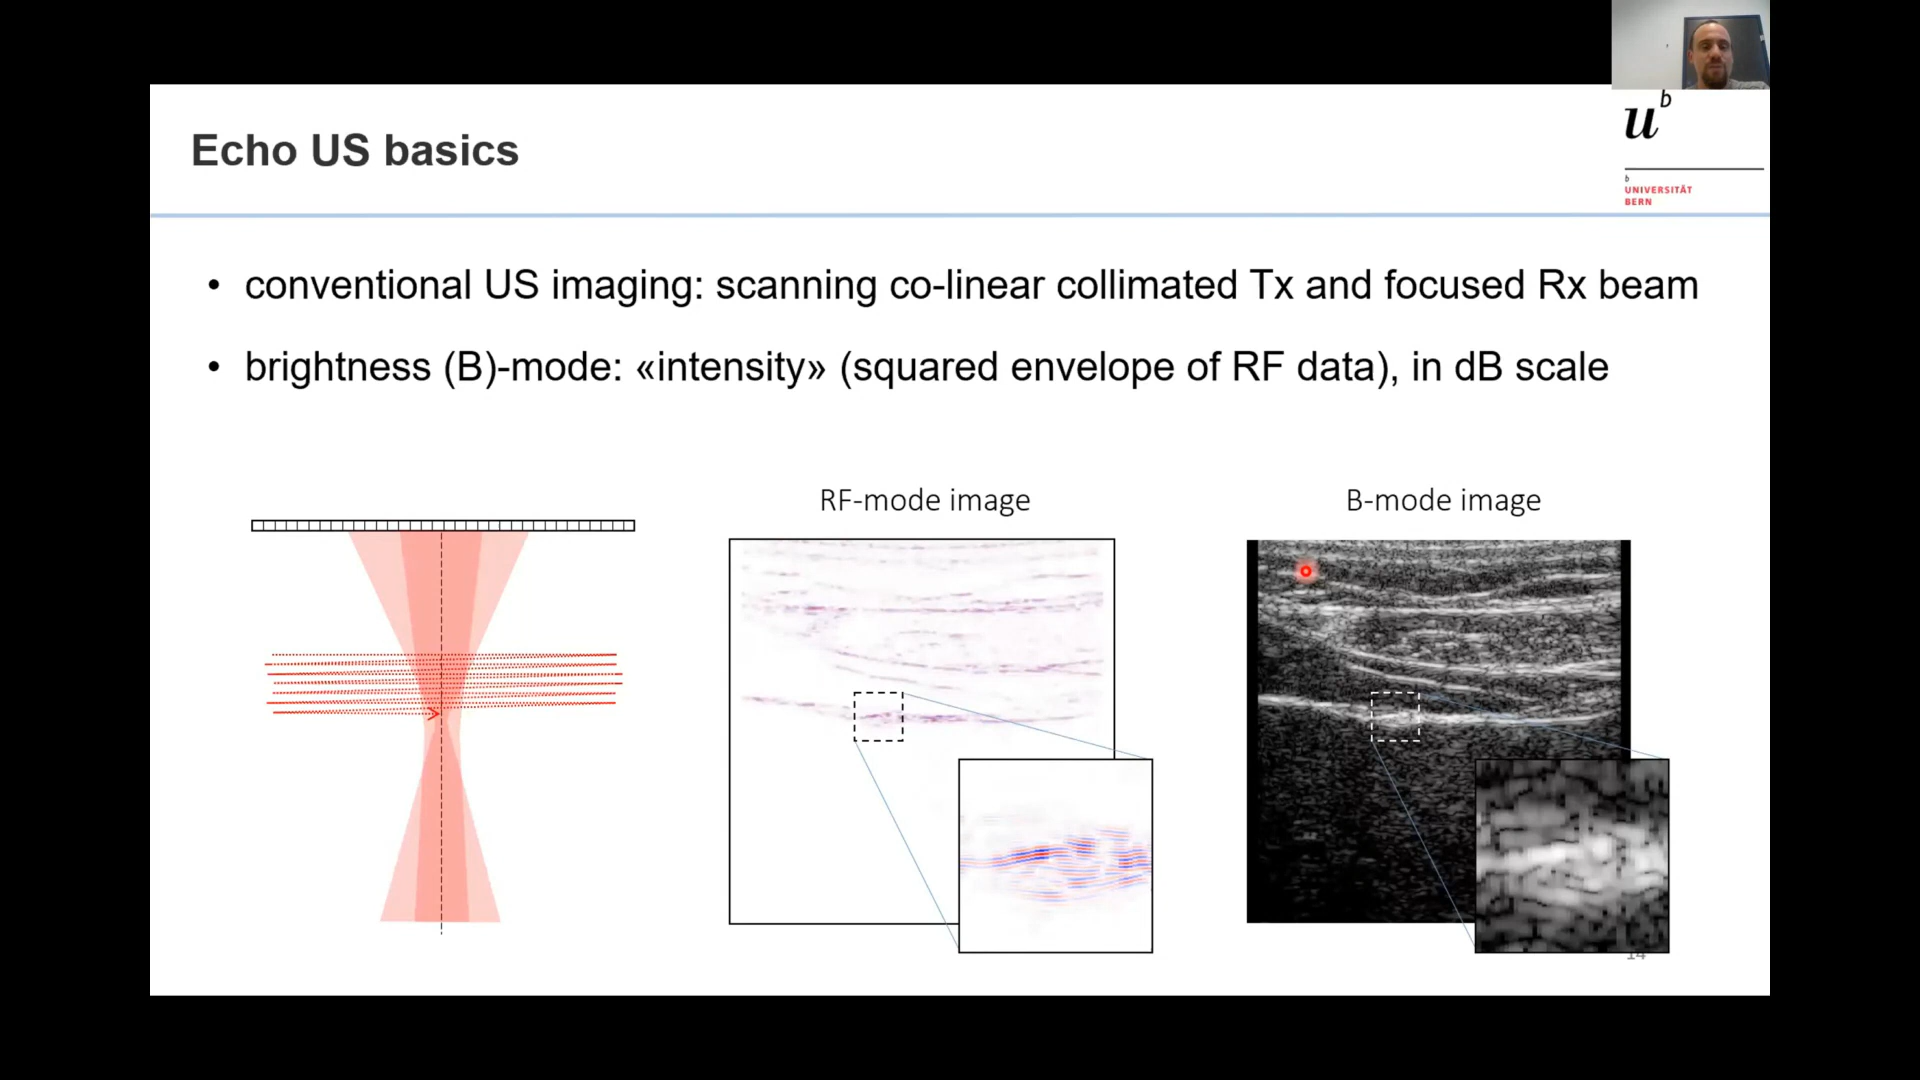 u^b
Echo US basics
b
UNIVERSITÄT
BERN
• conventional US imaging: scanning co-linear collimated Tx and focused Rx beam
• brightness (B)-mode: «intensity» (squared envelope of RF data), in dB scale
RF-mode image
B-mode image
14